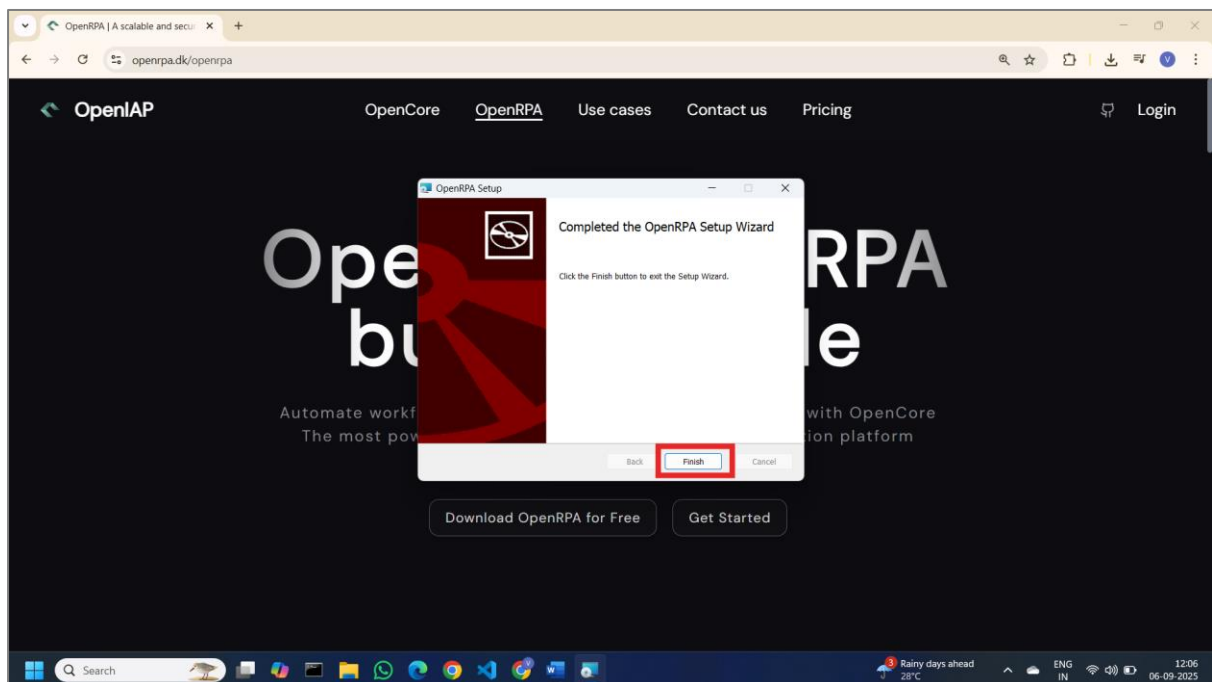 OpenRPA | A scalable and secu
openrpa.dk/openrpa
V
OpenIAP
OpenCore
OpenRPA
Use cases
Contact us
Pricing
Login
OpenRPA Setup
Completed the OpenRPA Setup Wizard
Click the Finish button to exit the Setup Wizard.
Back
Finish
Cancel
Ope
RPA
bu
le
Automate workf
with OpenCore
The most pow
tion platform
Download OpenRPA for Free
Get Started
Search
3
Rainy days ahead
28°C
ENG
IN
12:06
06-09-2025